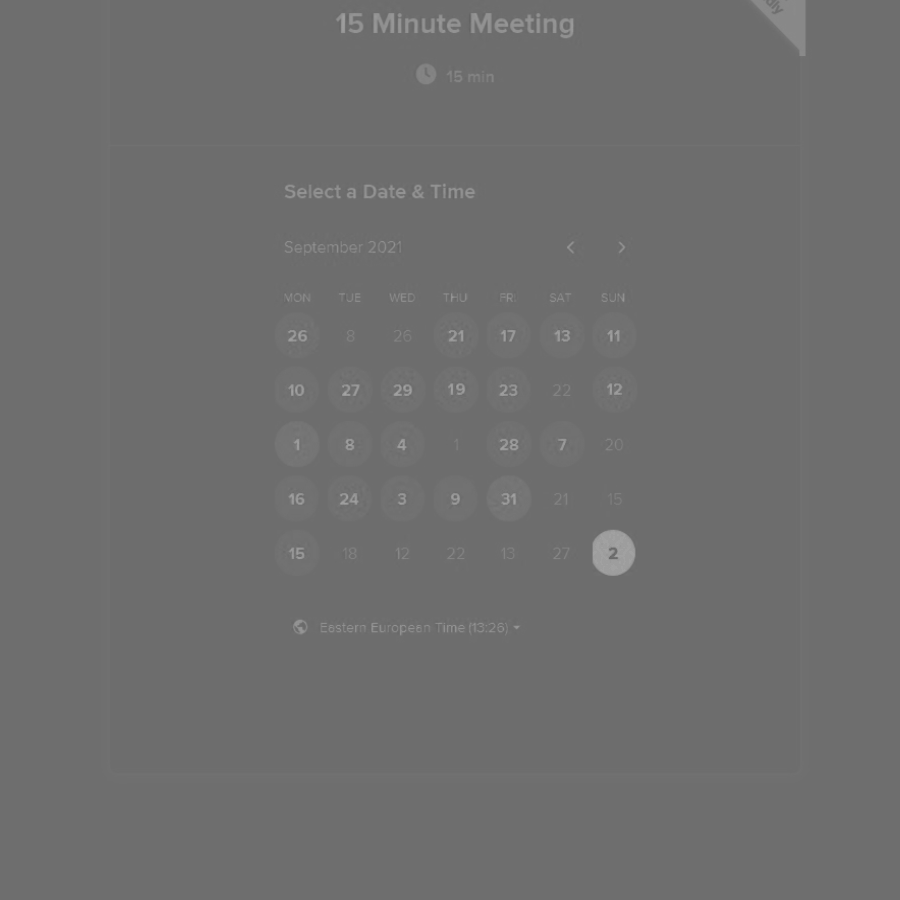 dly
15 Minute Meeting
15 min
Select a Date & Time
September 2021
MON TUE WED THU FRI SAT SUN
26 8 26 21 17 13 11
10 27 29 19 23 22 12
1 8 4 1 28 7 20
16 24 3 9 31 21 15
15 18 12 22 13 27 2
Eastern European Time (13:26)